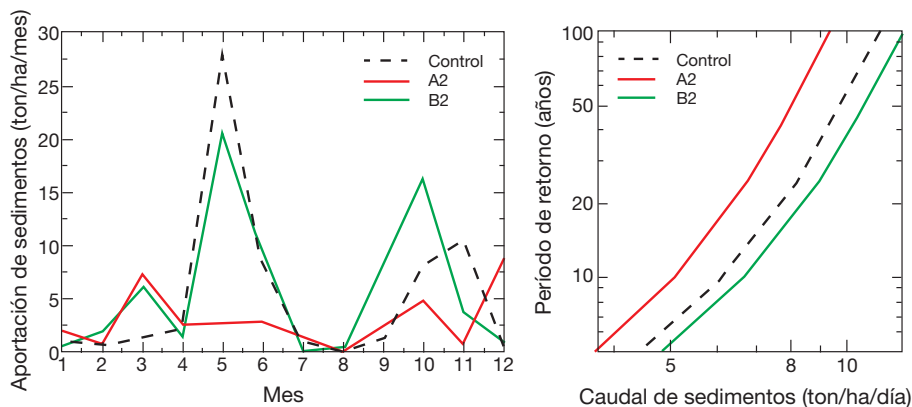 Aportación de sedimentos (ton/ha/mes)
30
25
20
15
10
5
0
1 2 3 4 5 6 7 8 9 10 11 12
Mes
Control
A2
B2
Período de retorno (años)
100
50
20
10
5 8 10
Caudal de sedimentos (ton/ha/día)
Control
A2
B2